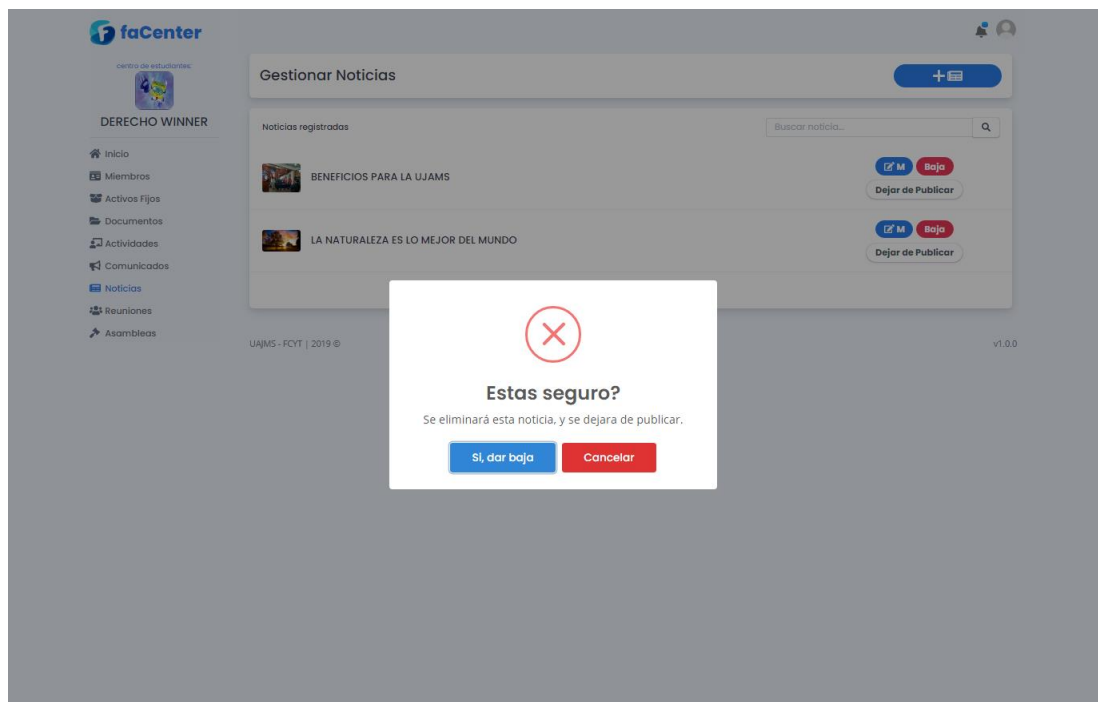 faCenter
centro de estudiantes:
DERECHO WINNER
Inicio
Miembros
Activos Fijos
Documentos
Actividades
Comunicados
Noticias
Reuniones
Asambleas
Gestionar Noticias
Noticias registradas
Buscar noticia...
BENEFICIOS PARA LA UJAMS
M Baja
Dejar de Publicar
LA NATURALEZA ES LO MEJOR DEL MUNDO
M Baja
Dejar de Publicar
Estas seguro?
Se eliminará esta noticia, y se dejara de publicar.
Si, dar baja
Cancelar
UAJMS - FCYT | 2019 ©
v1.0.0